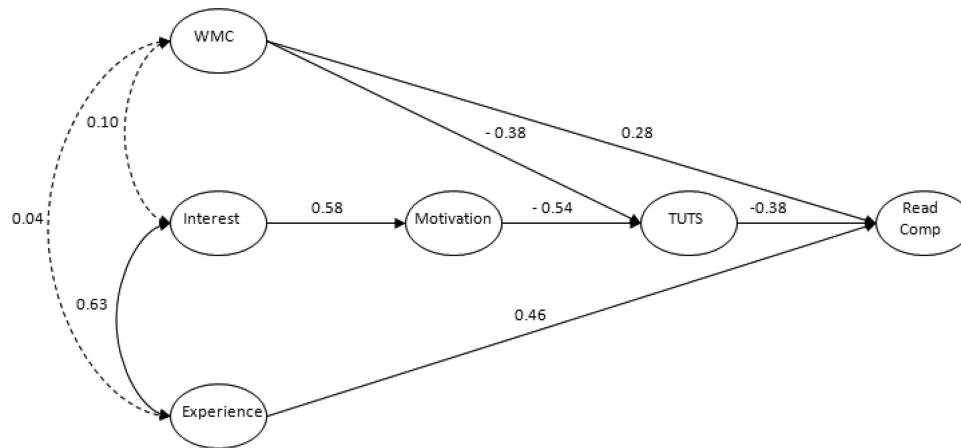 WMC
0.10
- 0.38
0.28
0.04
Interest
0.58
Motivation
- 0.54
TUTS
-0.38
Read
Comp
0.63
0.46
Experience